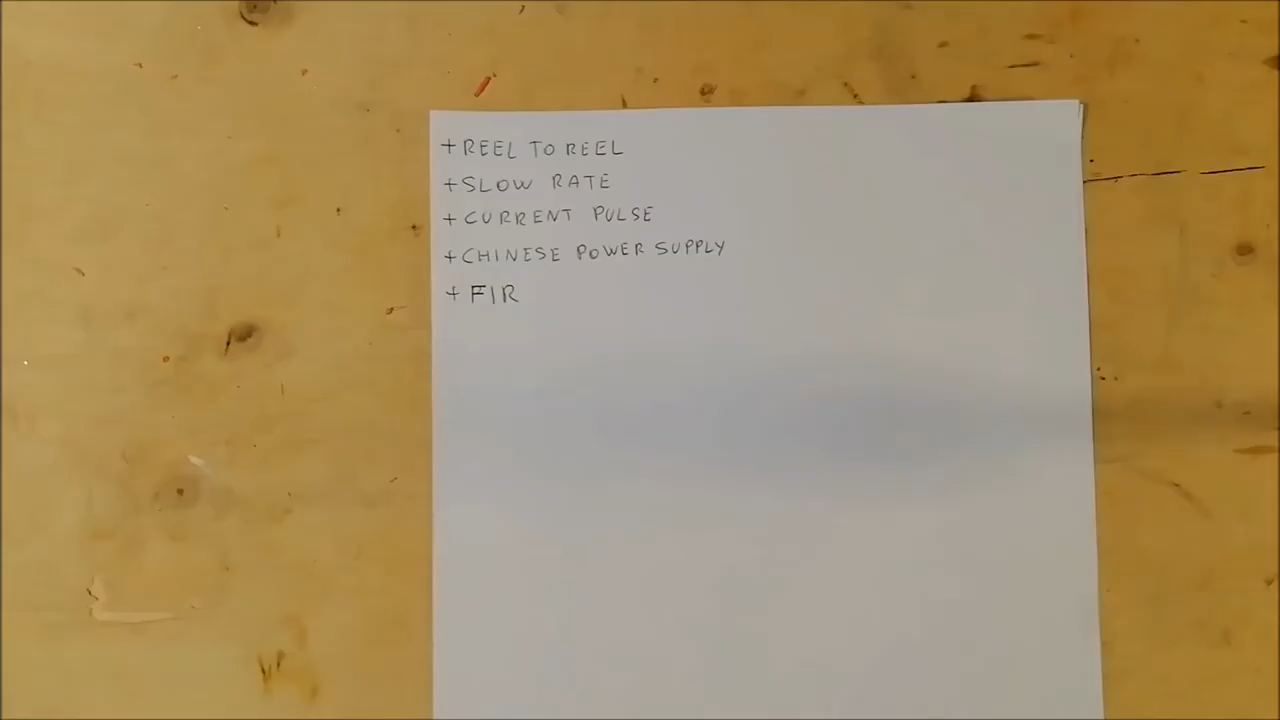 + REEL TO REEL
+ SLOW RATE
+ CURRENT PULSE
+ CHINESE POWER SUPPLY
+ FIR